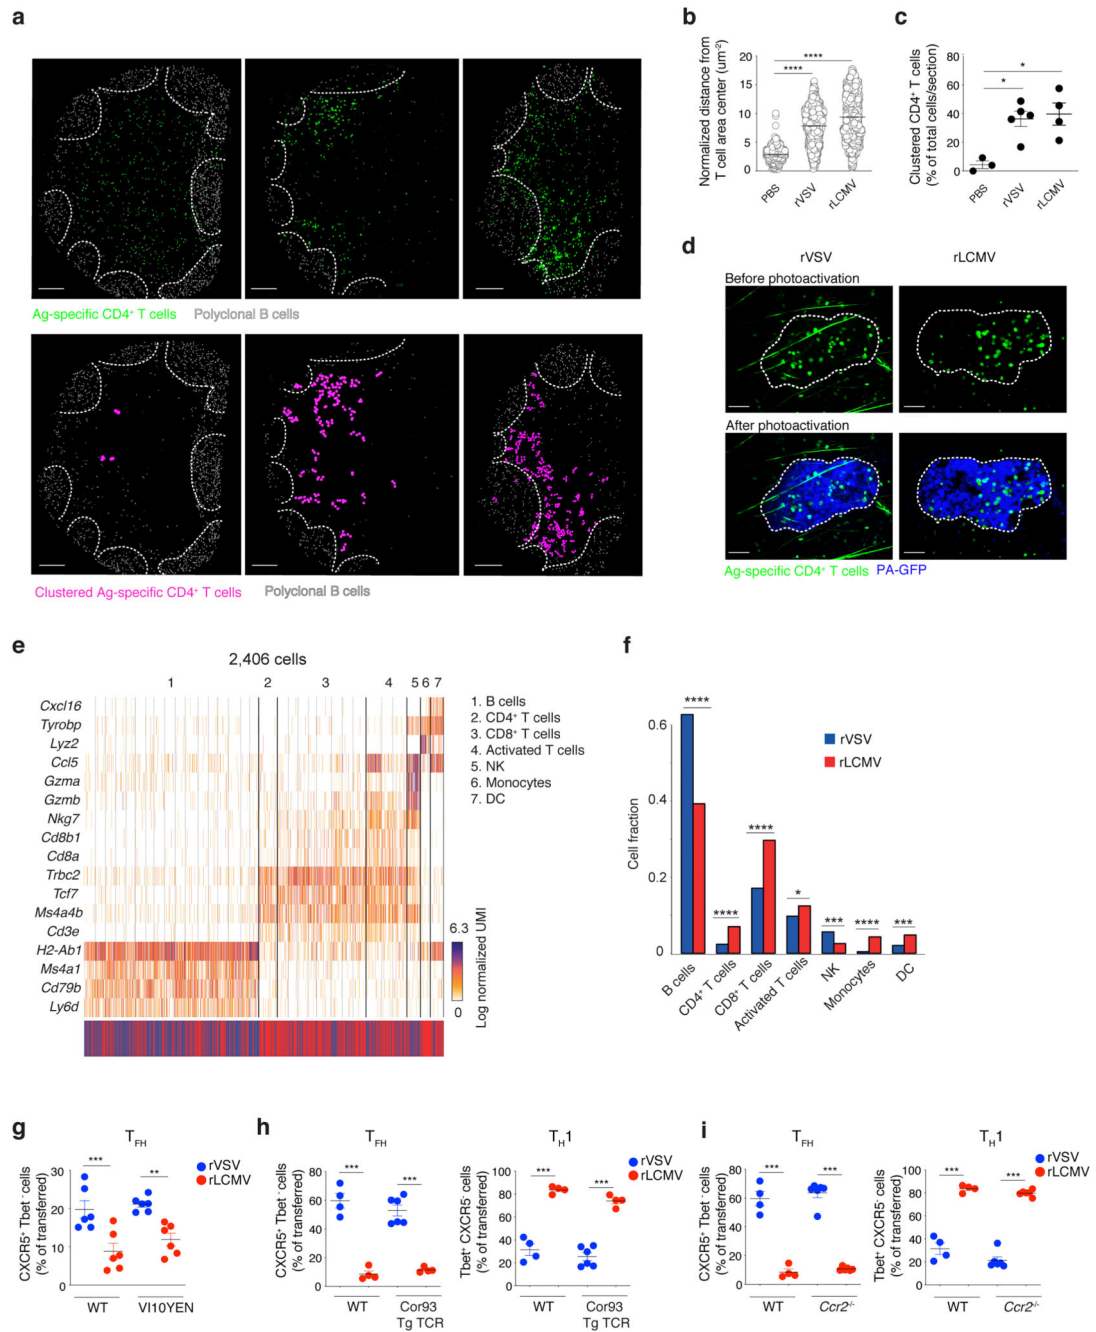 a
Ag-specific CD4⁺ T cells Polyclonal B cells
Clustered Ag-specific CD4⁺ T cells Polyclonal B cells
b
Normalized distance from
T cell area center (um⁻²)
20
15
10
5
0
**** ****
PBS rVSV rLCMV
c
Clustered CD4⁺ T cells
(% of total cells/section)
80
60
40
20
0
* *
PBS rVSV rLCMV
d
rVSV rLCMV
Before photoactivation
After photoactivation
Ag-specific CD4⁺ T cells PA-GFP
e
2,406 cells
1 2 3 4 5 6 7
Cxcl16
Tyrobp
Lyz2
Ccl5
Gzma
Gzmb
Nkg7
Cd8b1
Cd8a
Trbc2
Tcf7
Ms4a4b
Cd3e
H2-Ab1
Ms4a1
Cd79b
Ly6d
1. B cells
2. CD4⁺ T cells
3. CD8⁺ T cells
4. Activated T cells
5. NK
6. Monocytes
7. DC
6.3
0
Log normalized UMI
f
Cell fraction
0.6
0.4
0.2
0
**** **** **** * *** **** ***
rVSV
rLCMV
B cells CD4⁺ T cells CD8⁺ T cells Activated T cells NK Monocytes DC
g
T_FH
CXCR5⁺ Tbet⁻ cells
(% of transferred)
30
20
10
0
*** **
rVSV
rLCMV
WT VI10YEN
h
T_FH
CXCR5⁺ Tbet⁻ cells
(% of transferred)
80
60
40
20
0
*** ***
WT Cor93
Tg TCR
T_H1
Tbet⁺ CXCR5⁻ cells
(% of transferred)
100
80
60
40
20
0
*** ***
rVSV
rLCMV
WT Cor93
Tg TCR
i
T_FH
CXCR5⁺ Tbet⁻ cells
(% of transferred)
80
60
40
20
0
*** ***
WT Ccr2⁻/⁻
T_H1
Tbet⁺ CXCR5⁻ cells
(% of transferred)
100
80
60
40
20
0
*** ***
rVSV
rLCMV
WT Ccr2⁻/⁻